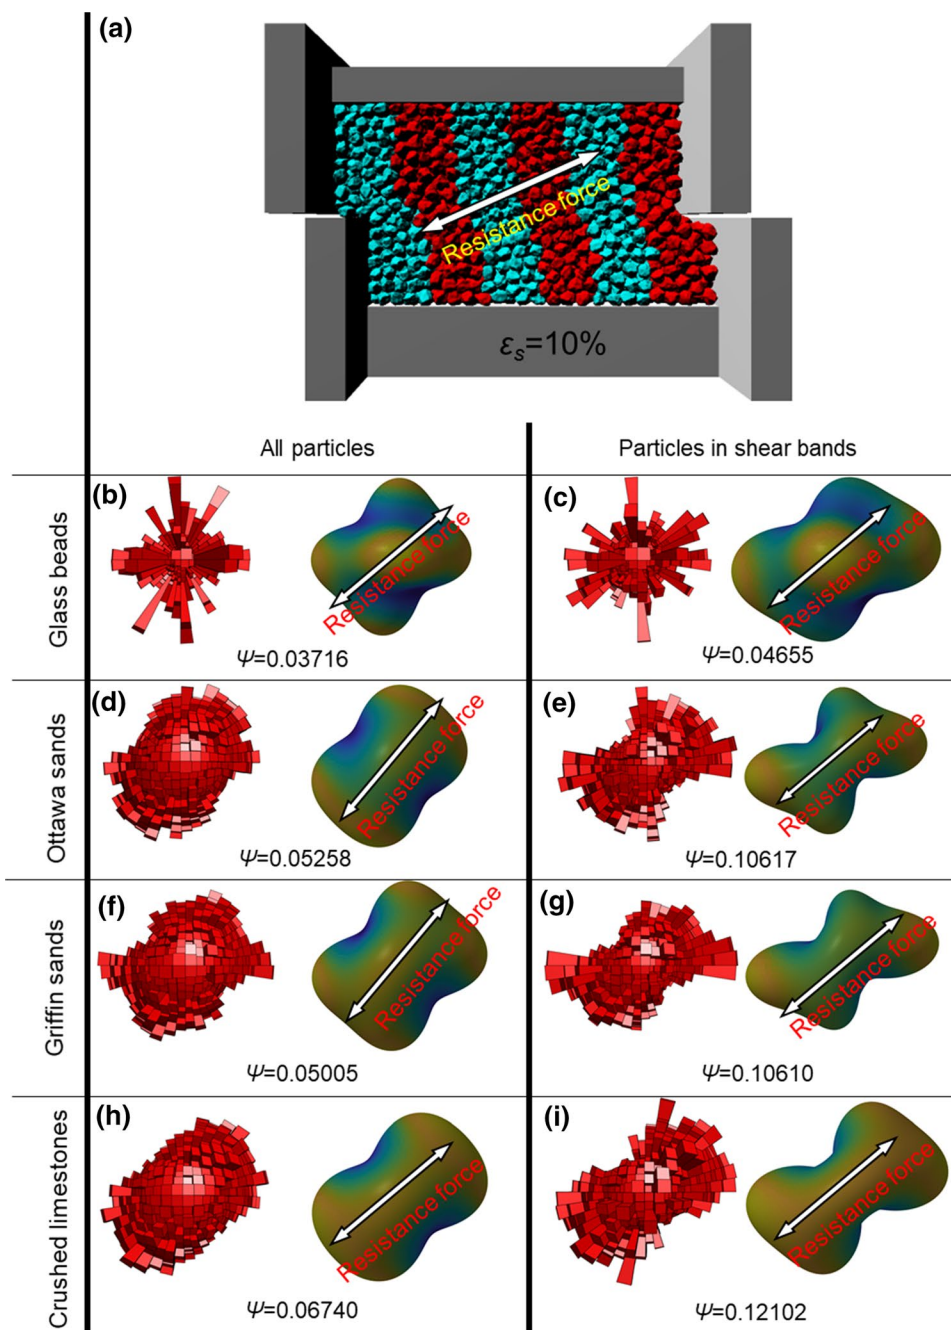 (a)
Resistance force
εs=10%
All particles
Particles in shear bands
Glass beads
(b)
Resistance force
Ψ=0.03716
(c)
Resistance force
Ψ=0.04655
Ottawa sands
(d)
Resistance force
Ψ=0.05258
(e)
Resistance force
Ψ=0.10617
Griffin sands
(f)
Resistance force
Ψ=0.05005
(g)
Resistance force
Ψ=0.10610
Crushed limestones
(h)
Resistance force
Ψ=0.06740
(i)
Resistance force
Ψ=0.12102